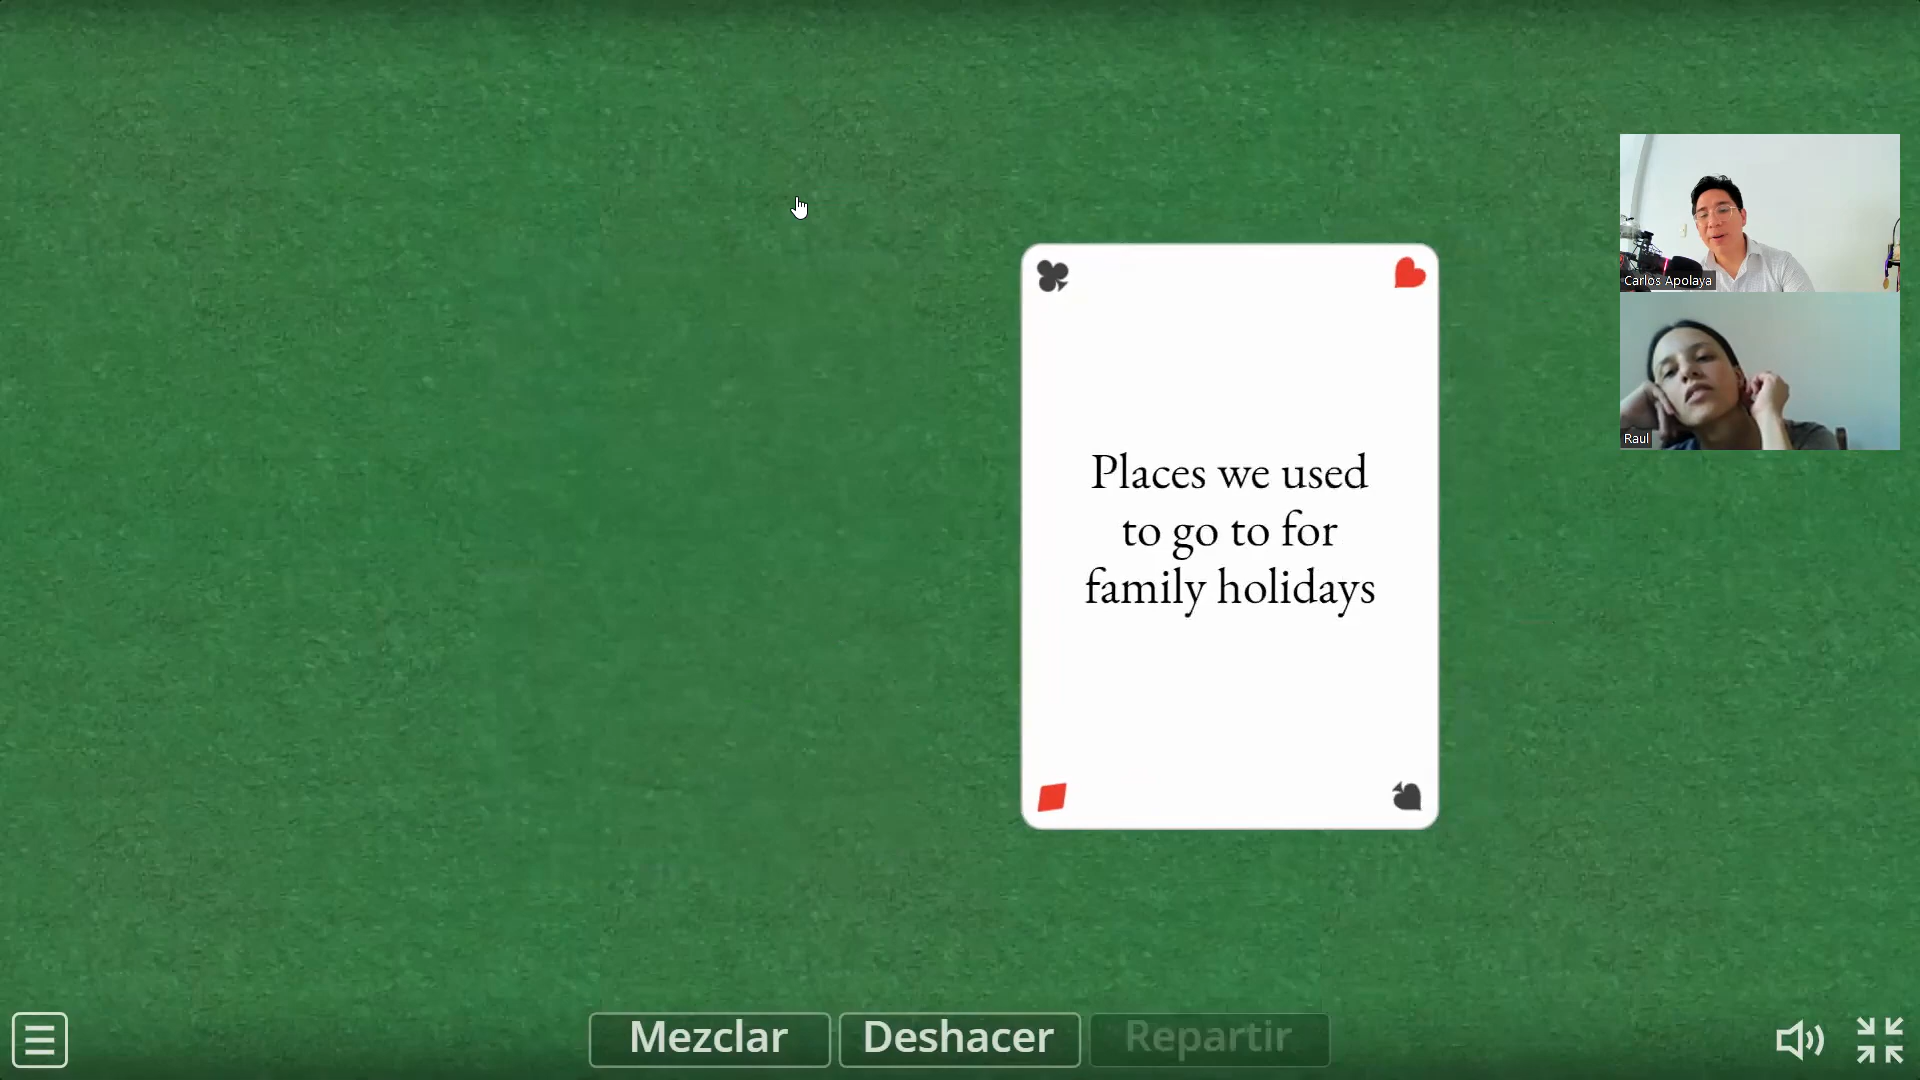 Carlos Apolaya
Raul
Places we used
to go to for
family holidays
Mezclar
Deshacer
Repartir